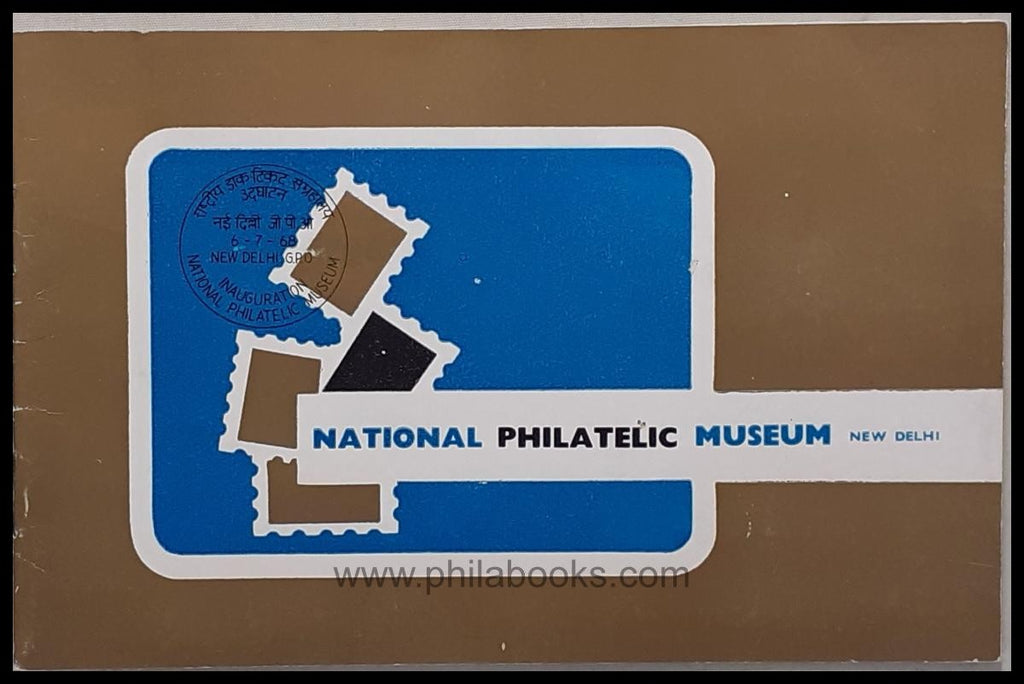 राष्ट्रीय डाक टिकट संग्रहालय
उद्घाटन
नई दिल्ली जी पी ओ
6-7-68
NEW DELHI G.P.O
INAUGURATION
NATIONAL PHILATELIC MUSEUM
NATIONAL PHILATELIC MUSEUM NEW DELHI
www.philabooks.com